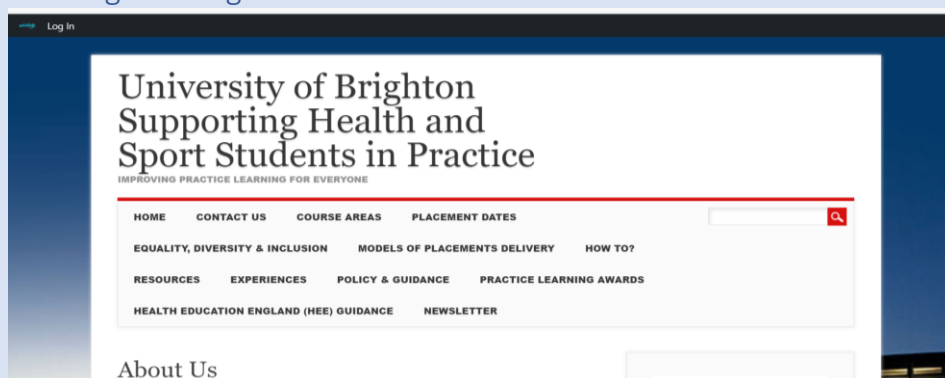 Log In
University of Brighton
Supporting Health and
Sport Students in Practice
IMPROVING PRACTICE LEARNING FOR EVERYONE
HOME CONTACT US COURSE AREAS PLACEMENT DATES
EQUALITY, DIVERSITY & INCLUSION MODELS OF PLACEMENTS DELIVERY HOW TO?
RESOURCES EXPERIENCES POLICY & GUIDANCE PRACTICE LEARNING AWARDS
HEALTH EDUCATION ENGLAND (HEE) GUIDANCE NEWSLETTER
About Us